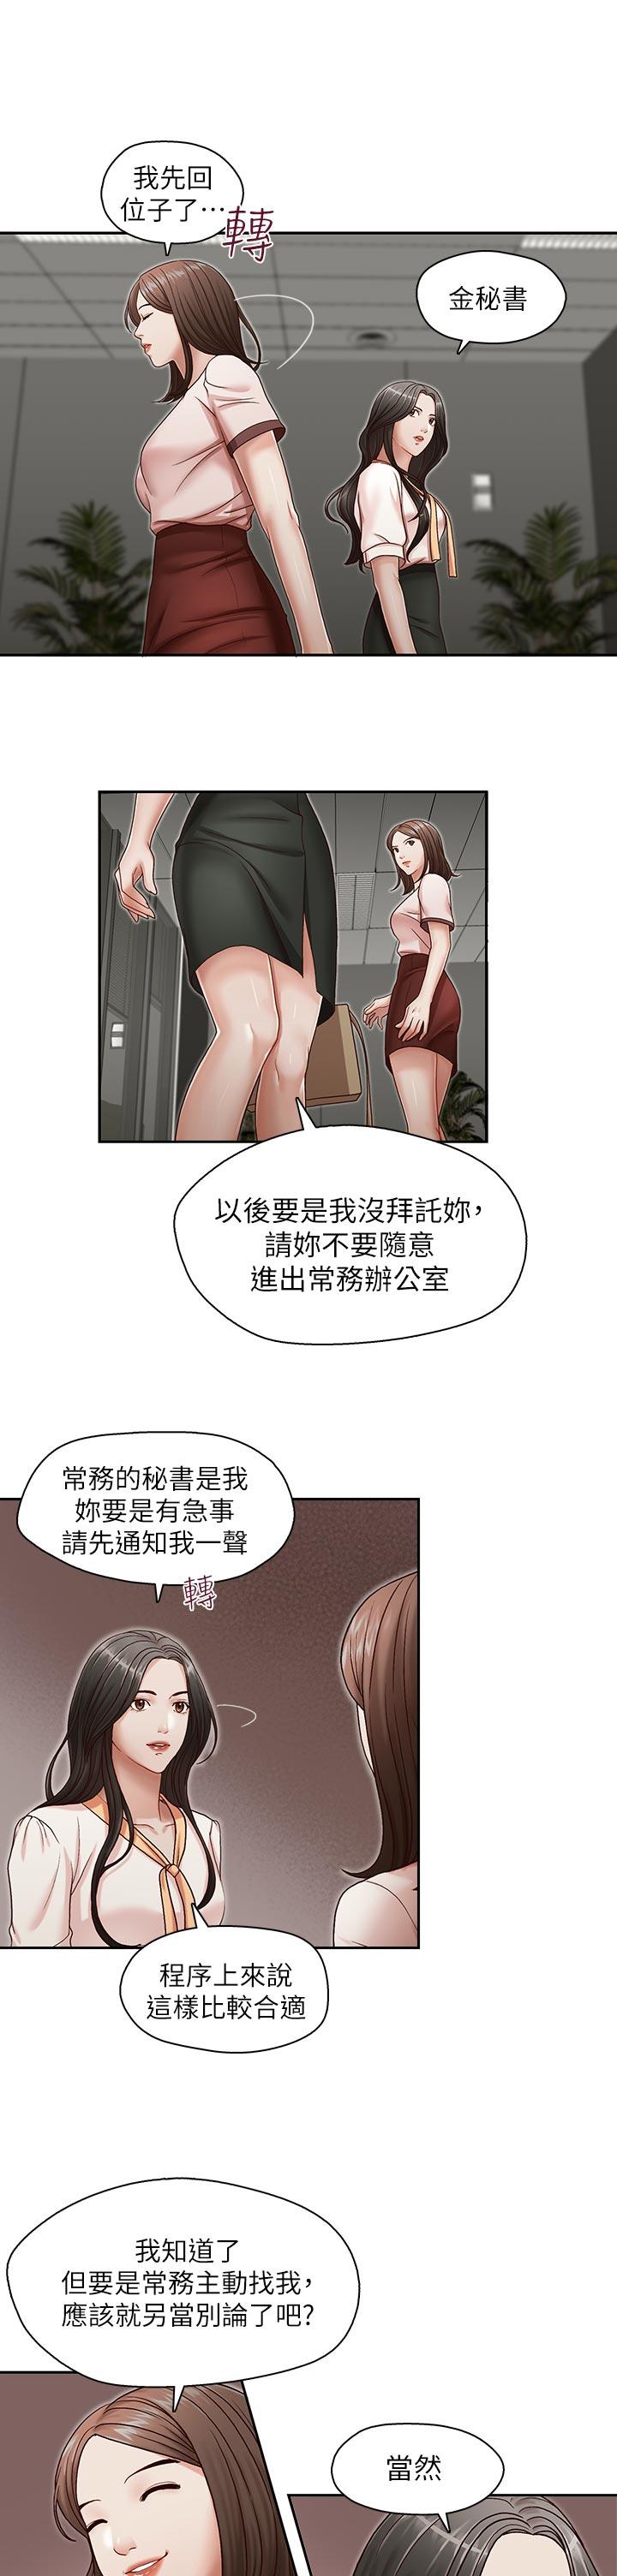 我先回
位子了…
轉
金秘書
以後要是我沒拜託妳，
請妳不要隨意
進出常務辦公室
常務的秘書是我
妳要是有急事
請先通知我一聲
轉
程序上來說
這樣比較合適
我知道了
但要是常務主動找我，
應該就另當別論了吧?
當然